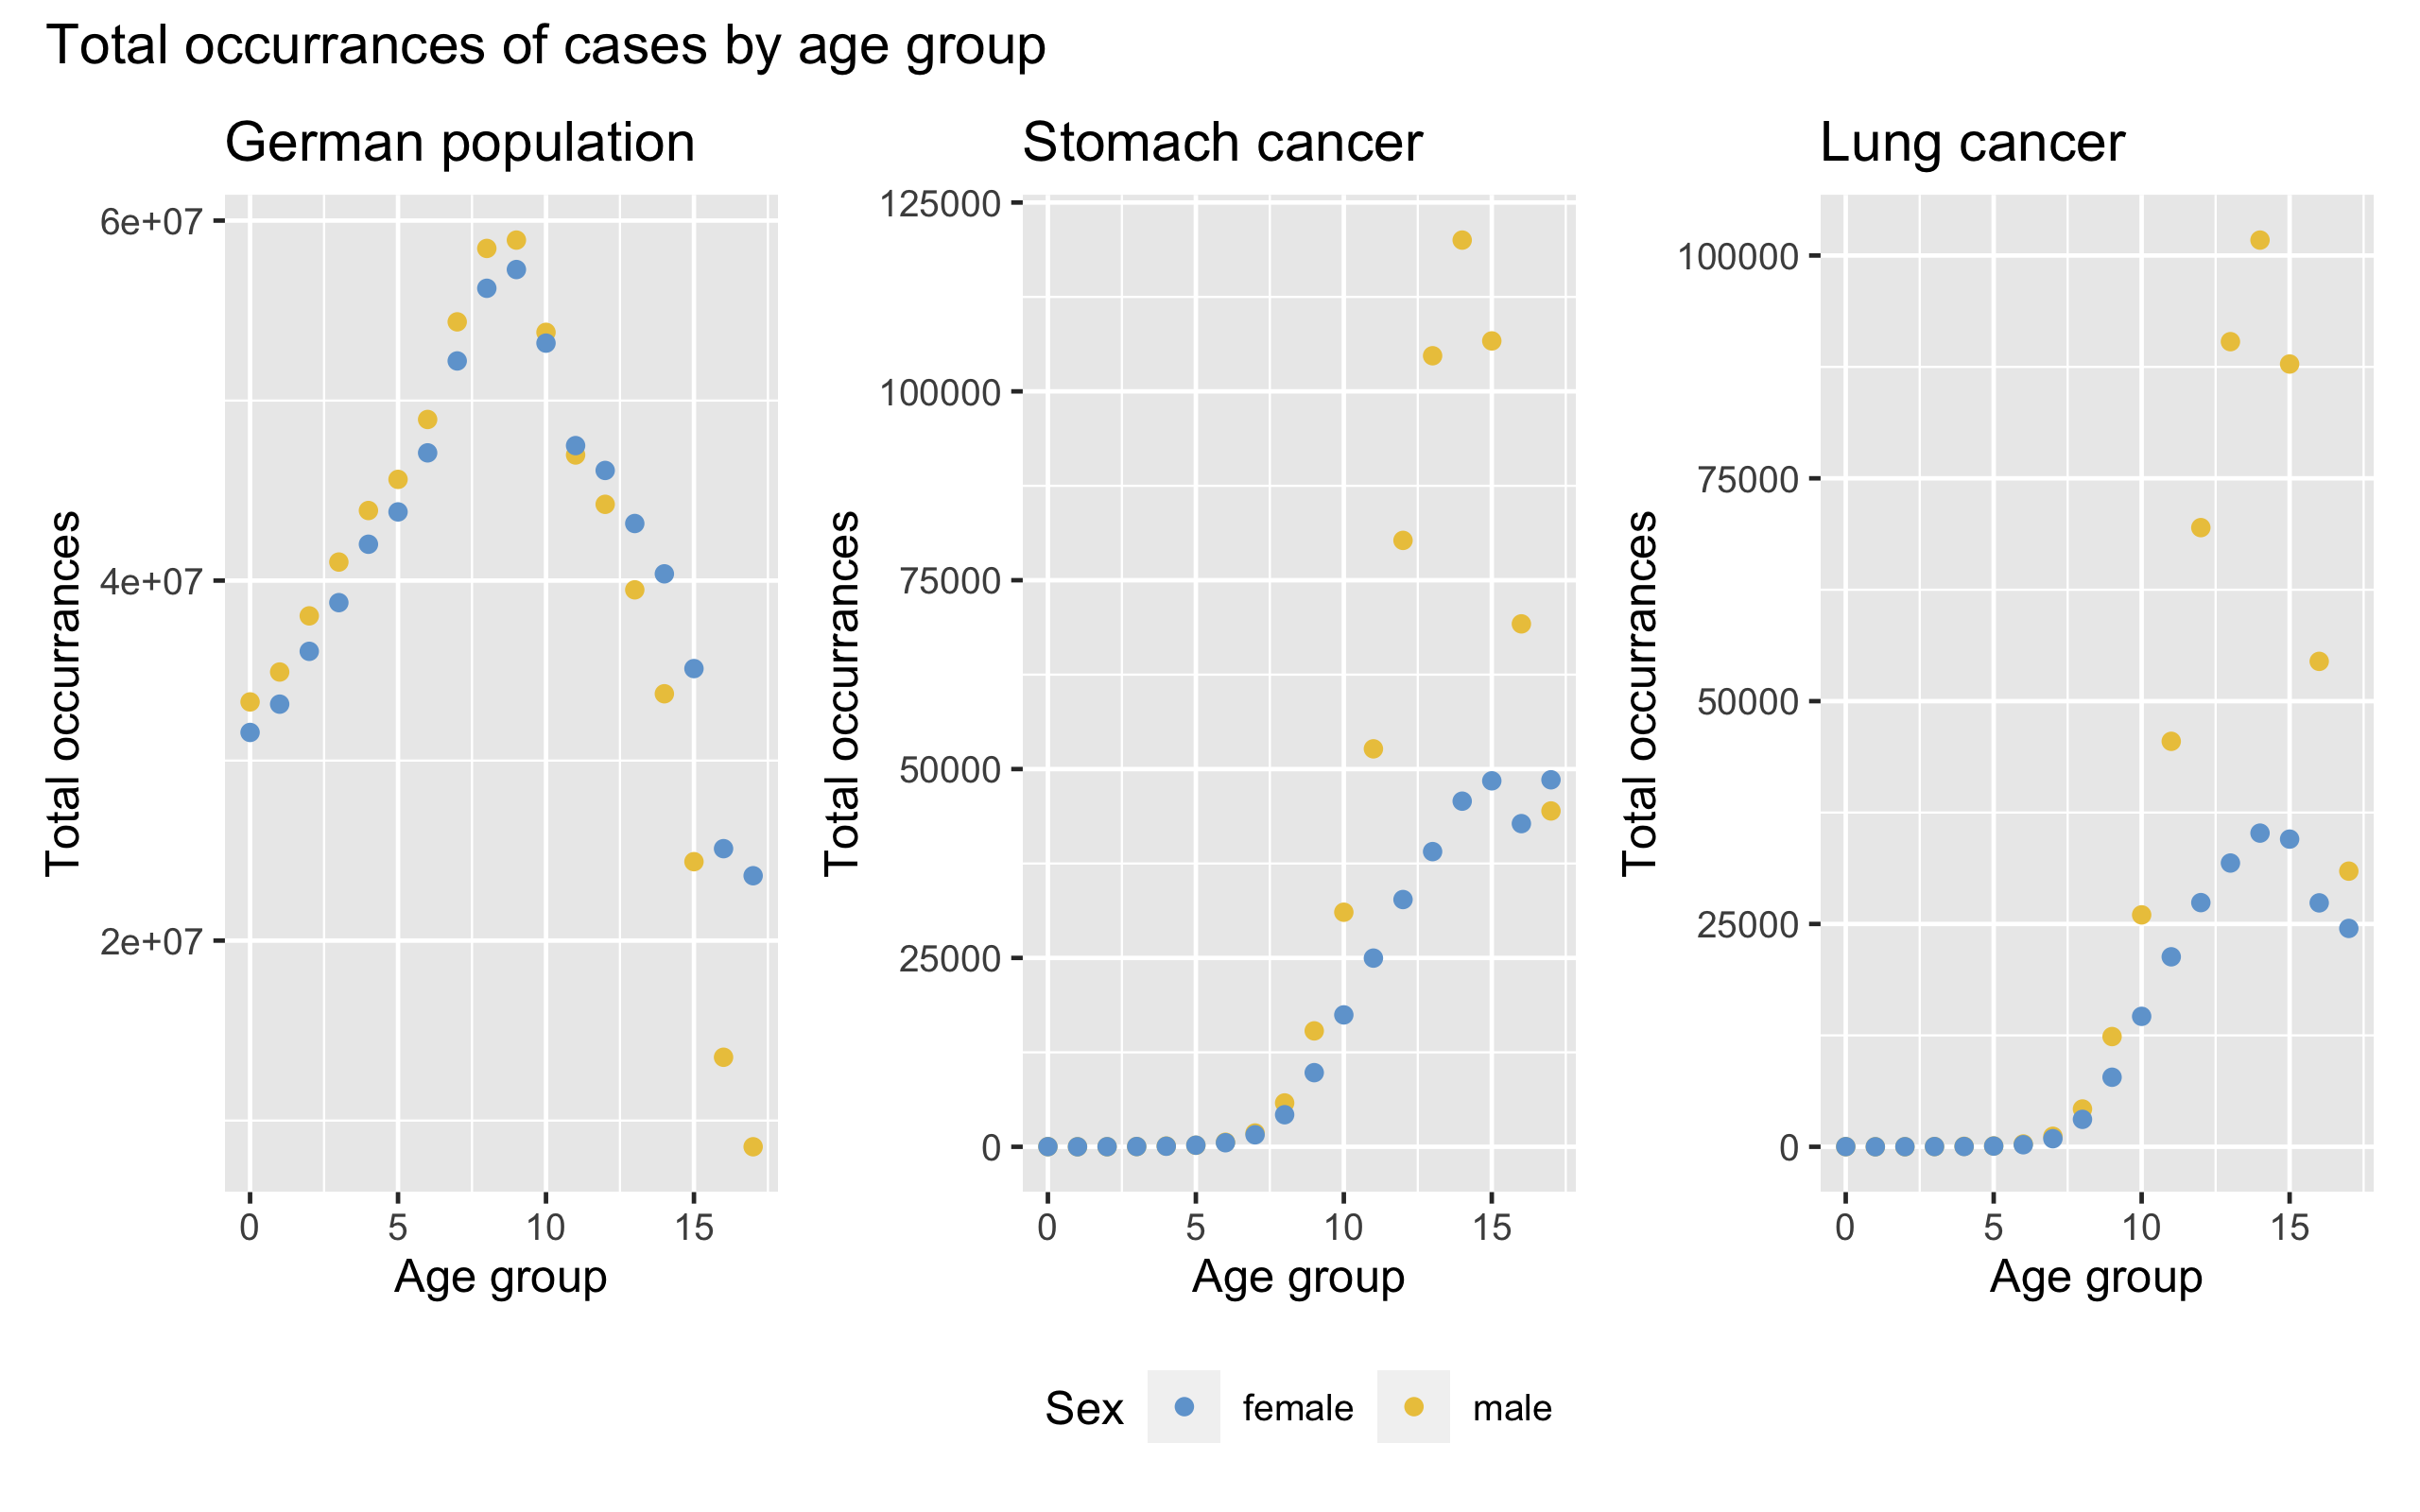 Total occurrances of cases by age group
German population
Stomach cancer
Lung cancer
Total occurrances
6e+07
4e+07
2e+07
0
5
10
15
Age group
Total occurrances
125000
100000
75000
50000
25000
0
0
5
10
15
Age group
Total occurrances
100000
75000
50000
25000
0
0
5
10
15
Age group
Sex
female
male